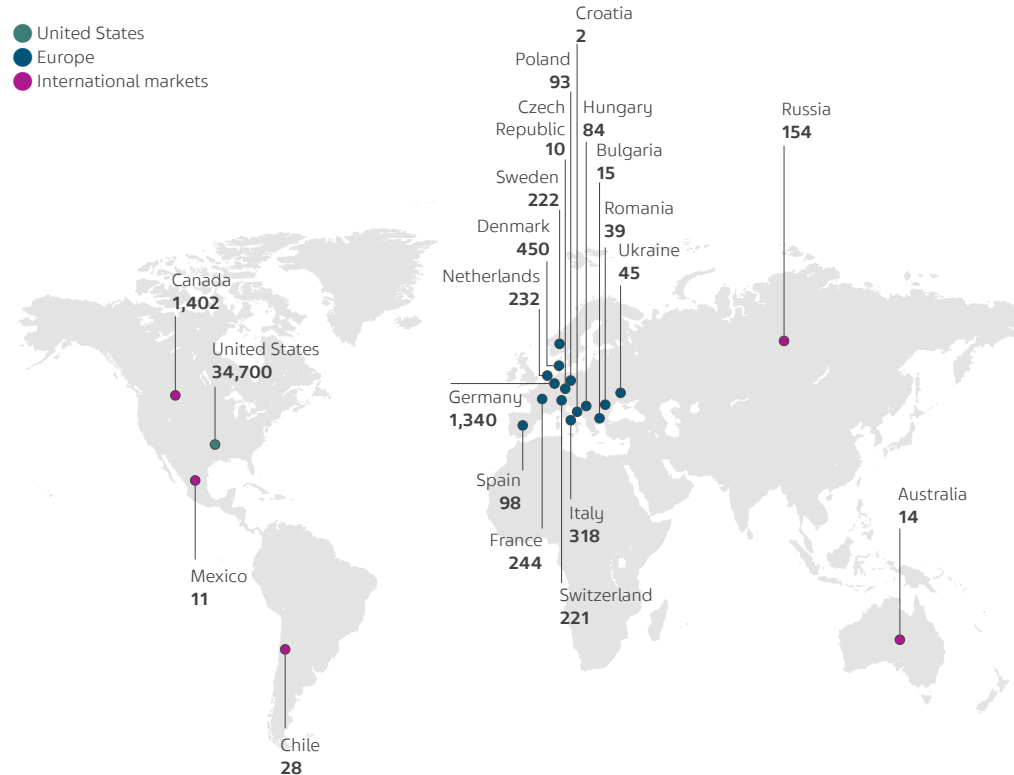 United States
Europe
International markets
Croatia
2
Poland
93
Czech
Republic
10
Hungary
84
Bulgaria
15
Sweden
222
Romania
39
Denmark
450
Ukraine
45
Netherlands
232
Russia
154
Canada
1,402
United States
34,700
Germany
1,340
Spain
98
Italy
318
France
244
Switzerland
221
Australia
14
Mexico
11
Chile
28